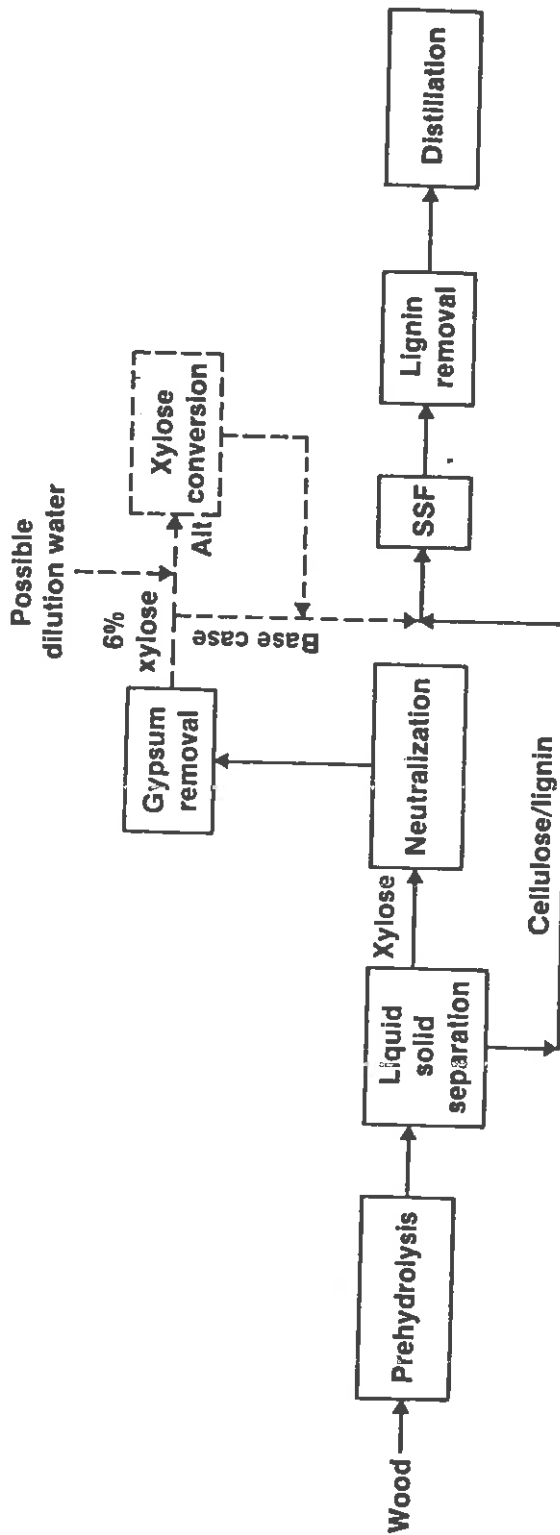 Wood
Prehydrolysis
Liquid
solid
separation
Xylose
Neutralization
Cellulose/lignin
Gypsum
removal
6%
xylose
Possible
dilution water
Alt
Xylose
conversion
Base case
SSF
Lignin
removal
Distillation